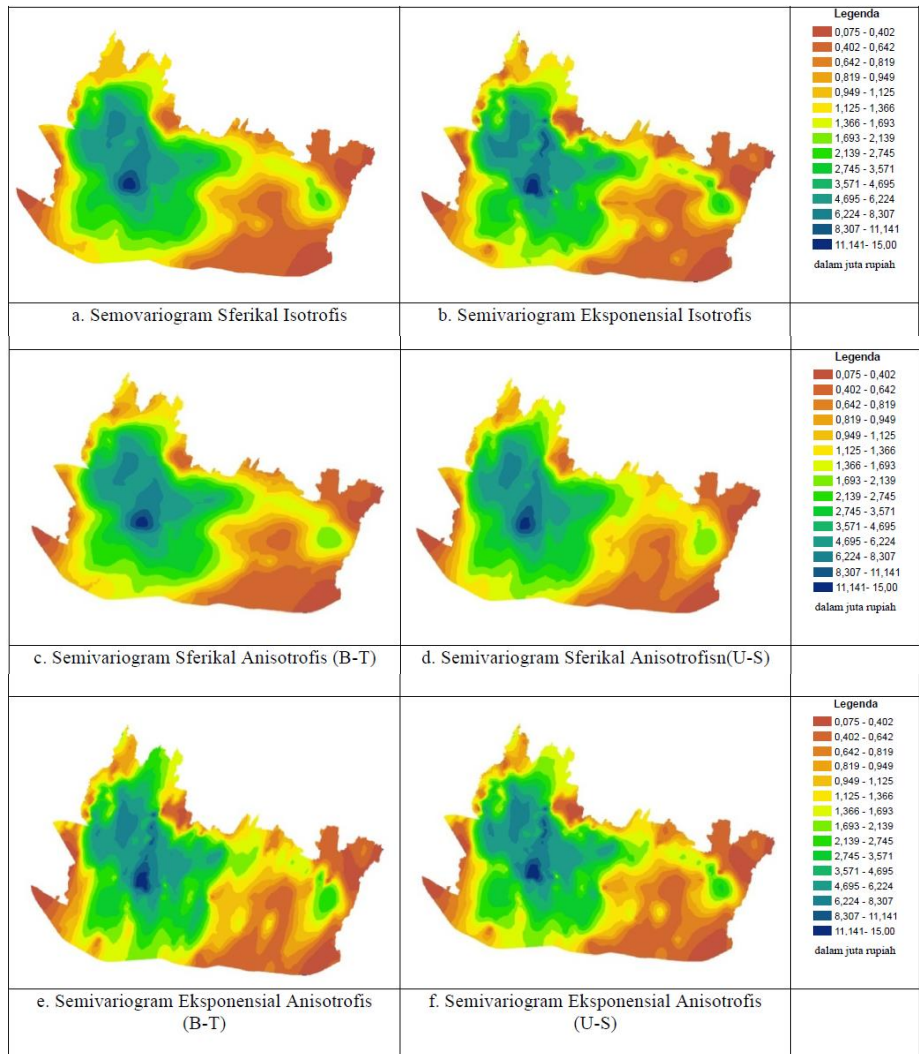 Legenda
0,075 - 0,402
0,402 - 0,642
0,642 - 0,819
0,819 - 0,949
0,949 - 1,125
1,125 - 1,366
1,366 - 1,693
1,693 - 2,139
2,139 - 2,745
2,745 - 3,571
3,571 - 4,695
4,695 - 6,224
6,224 - 8,307
8,307 - 11,141
11,141- 15,00
dalam juta rupiah
a. Semovariogram Sferikal Isotrofis
b. Semivariogram Eksponensial Isotrofis
Legenda
0,075 - 0,402
0,402 - 0,642
0,642 - 0,819
0,819 - 0,949
0,949 - 1,125
1,125 - 1,366
1,366 - 1,693
1,693 - 2,139
2,139 - 2,745
2,745 - 3,571
3,571 - 4,695
4,695 - 6,224
6,224 - 8,307
8,307 - 11,141
11,141- 15,00
dalam juta rupiah
c. Semivariogram Sferikal Anisotrofis (B-T)
d. Semivariogram Sferikal Anisotrofisn(U-S)
Legenda
0,075 - 0,402
0,402 - 0,642
0,642 - 0,819
0,819 - 0,949
0,949 - 1,125
1,125 - 1,366
1,366 - 1,693
1,693 - 2,139
2,139 - 2,745
2,745 - 3,571
3,571 - 4,695
4,695 - 6,224
6,224 - 8,307
8,307 - 11,141
11,141- 15,00
dalam juta rupiah
e. Semivariogram Eksponensial Anisotrofis
(B-T)
f. Semivariogram Eksponensial Anisotrofis
(U-S)